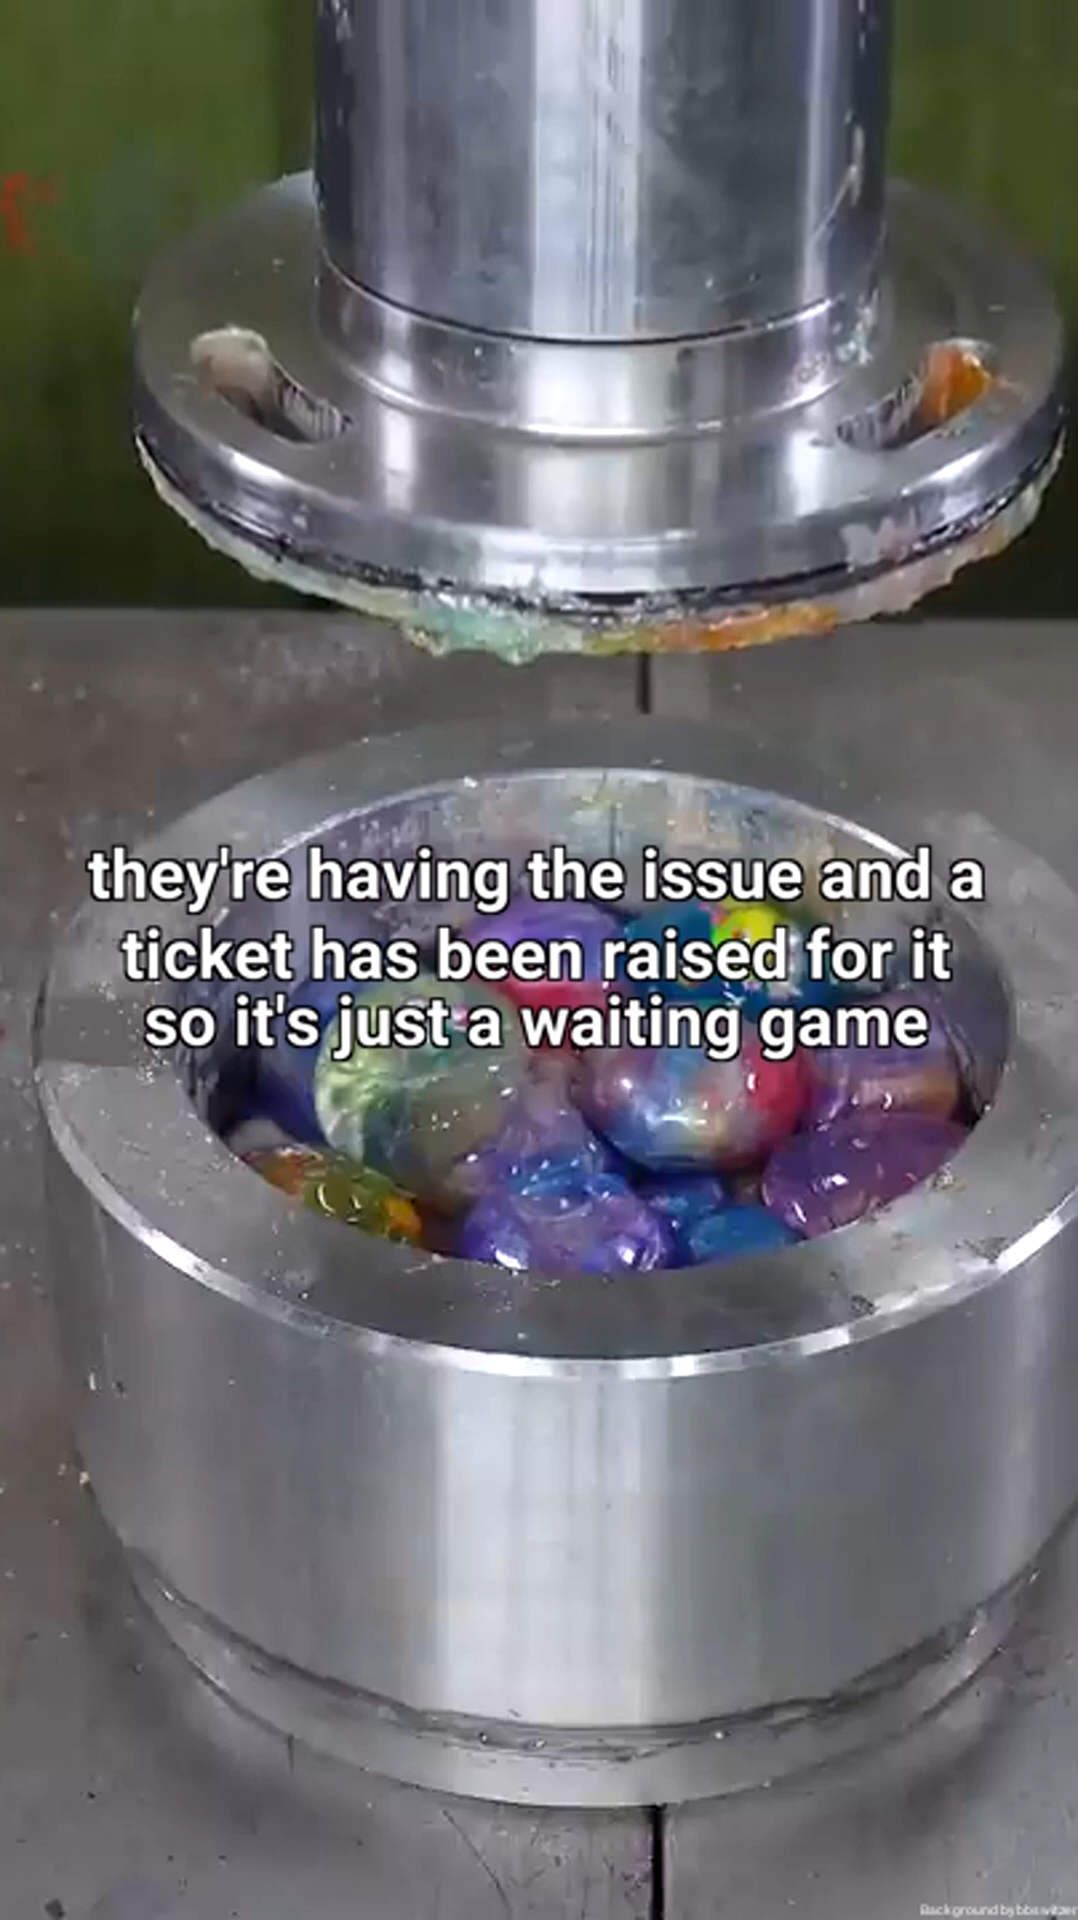 they're having the issue and a
ticket has been raised for it
so it's just a waiting game